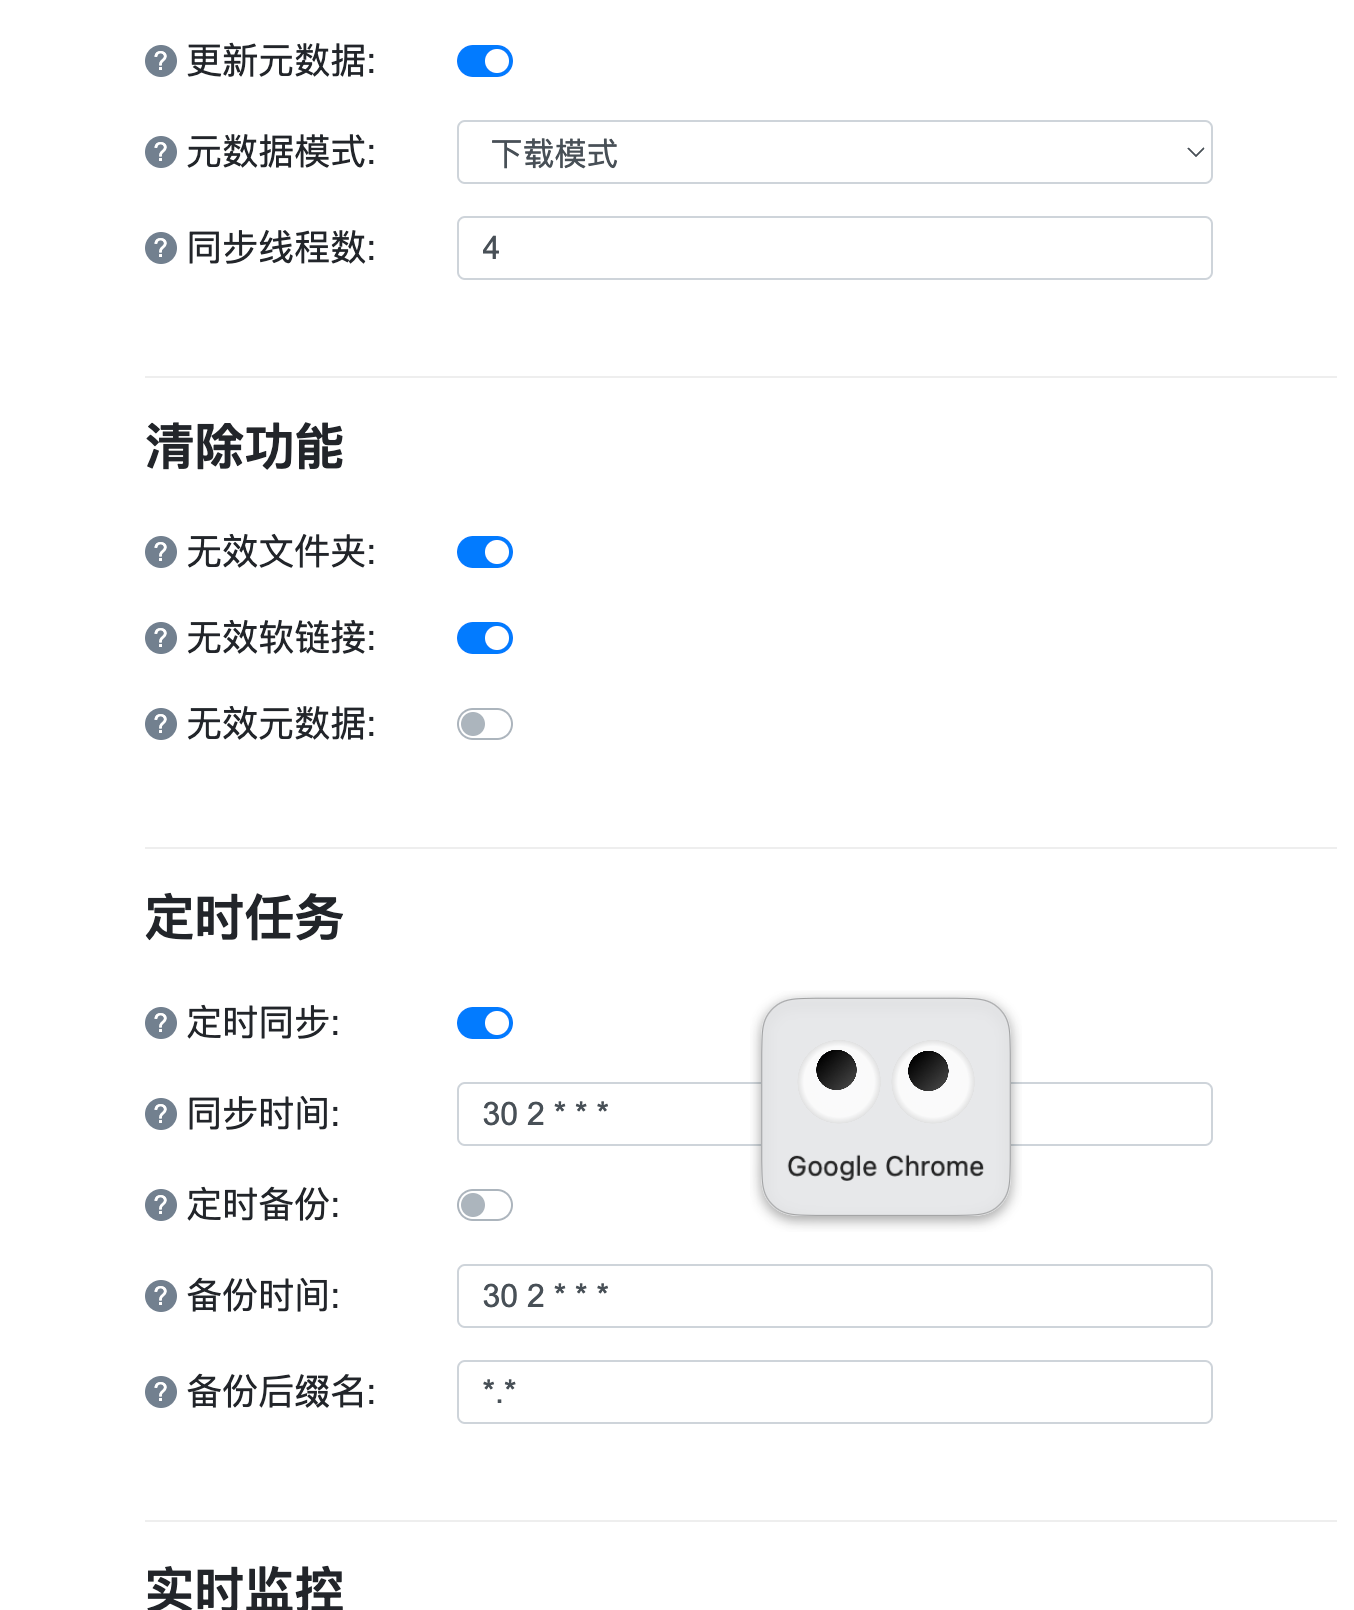 更新元数据:
元数据模式: 下载模式
同步线程数: 4
清除功能
无效文件夹:
无效软链接:
无效元数据:
定时任务
定时同步:
同步时间: 30 2 * * *
Google Chrome
定时备份:
备份时间: 30 2 * * *
备份后缀名: *.*
实时监控